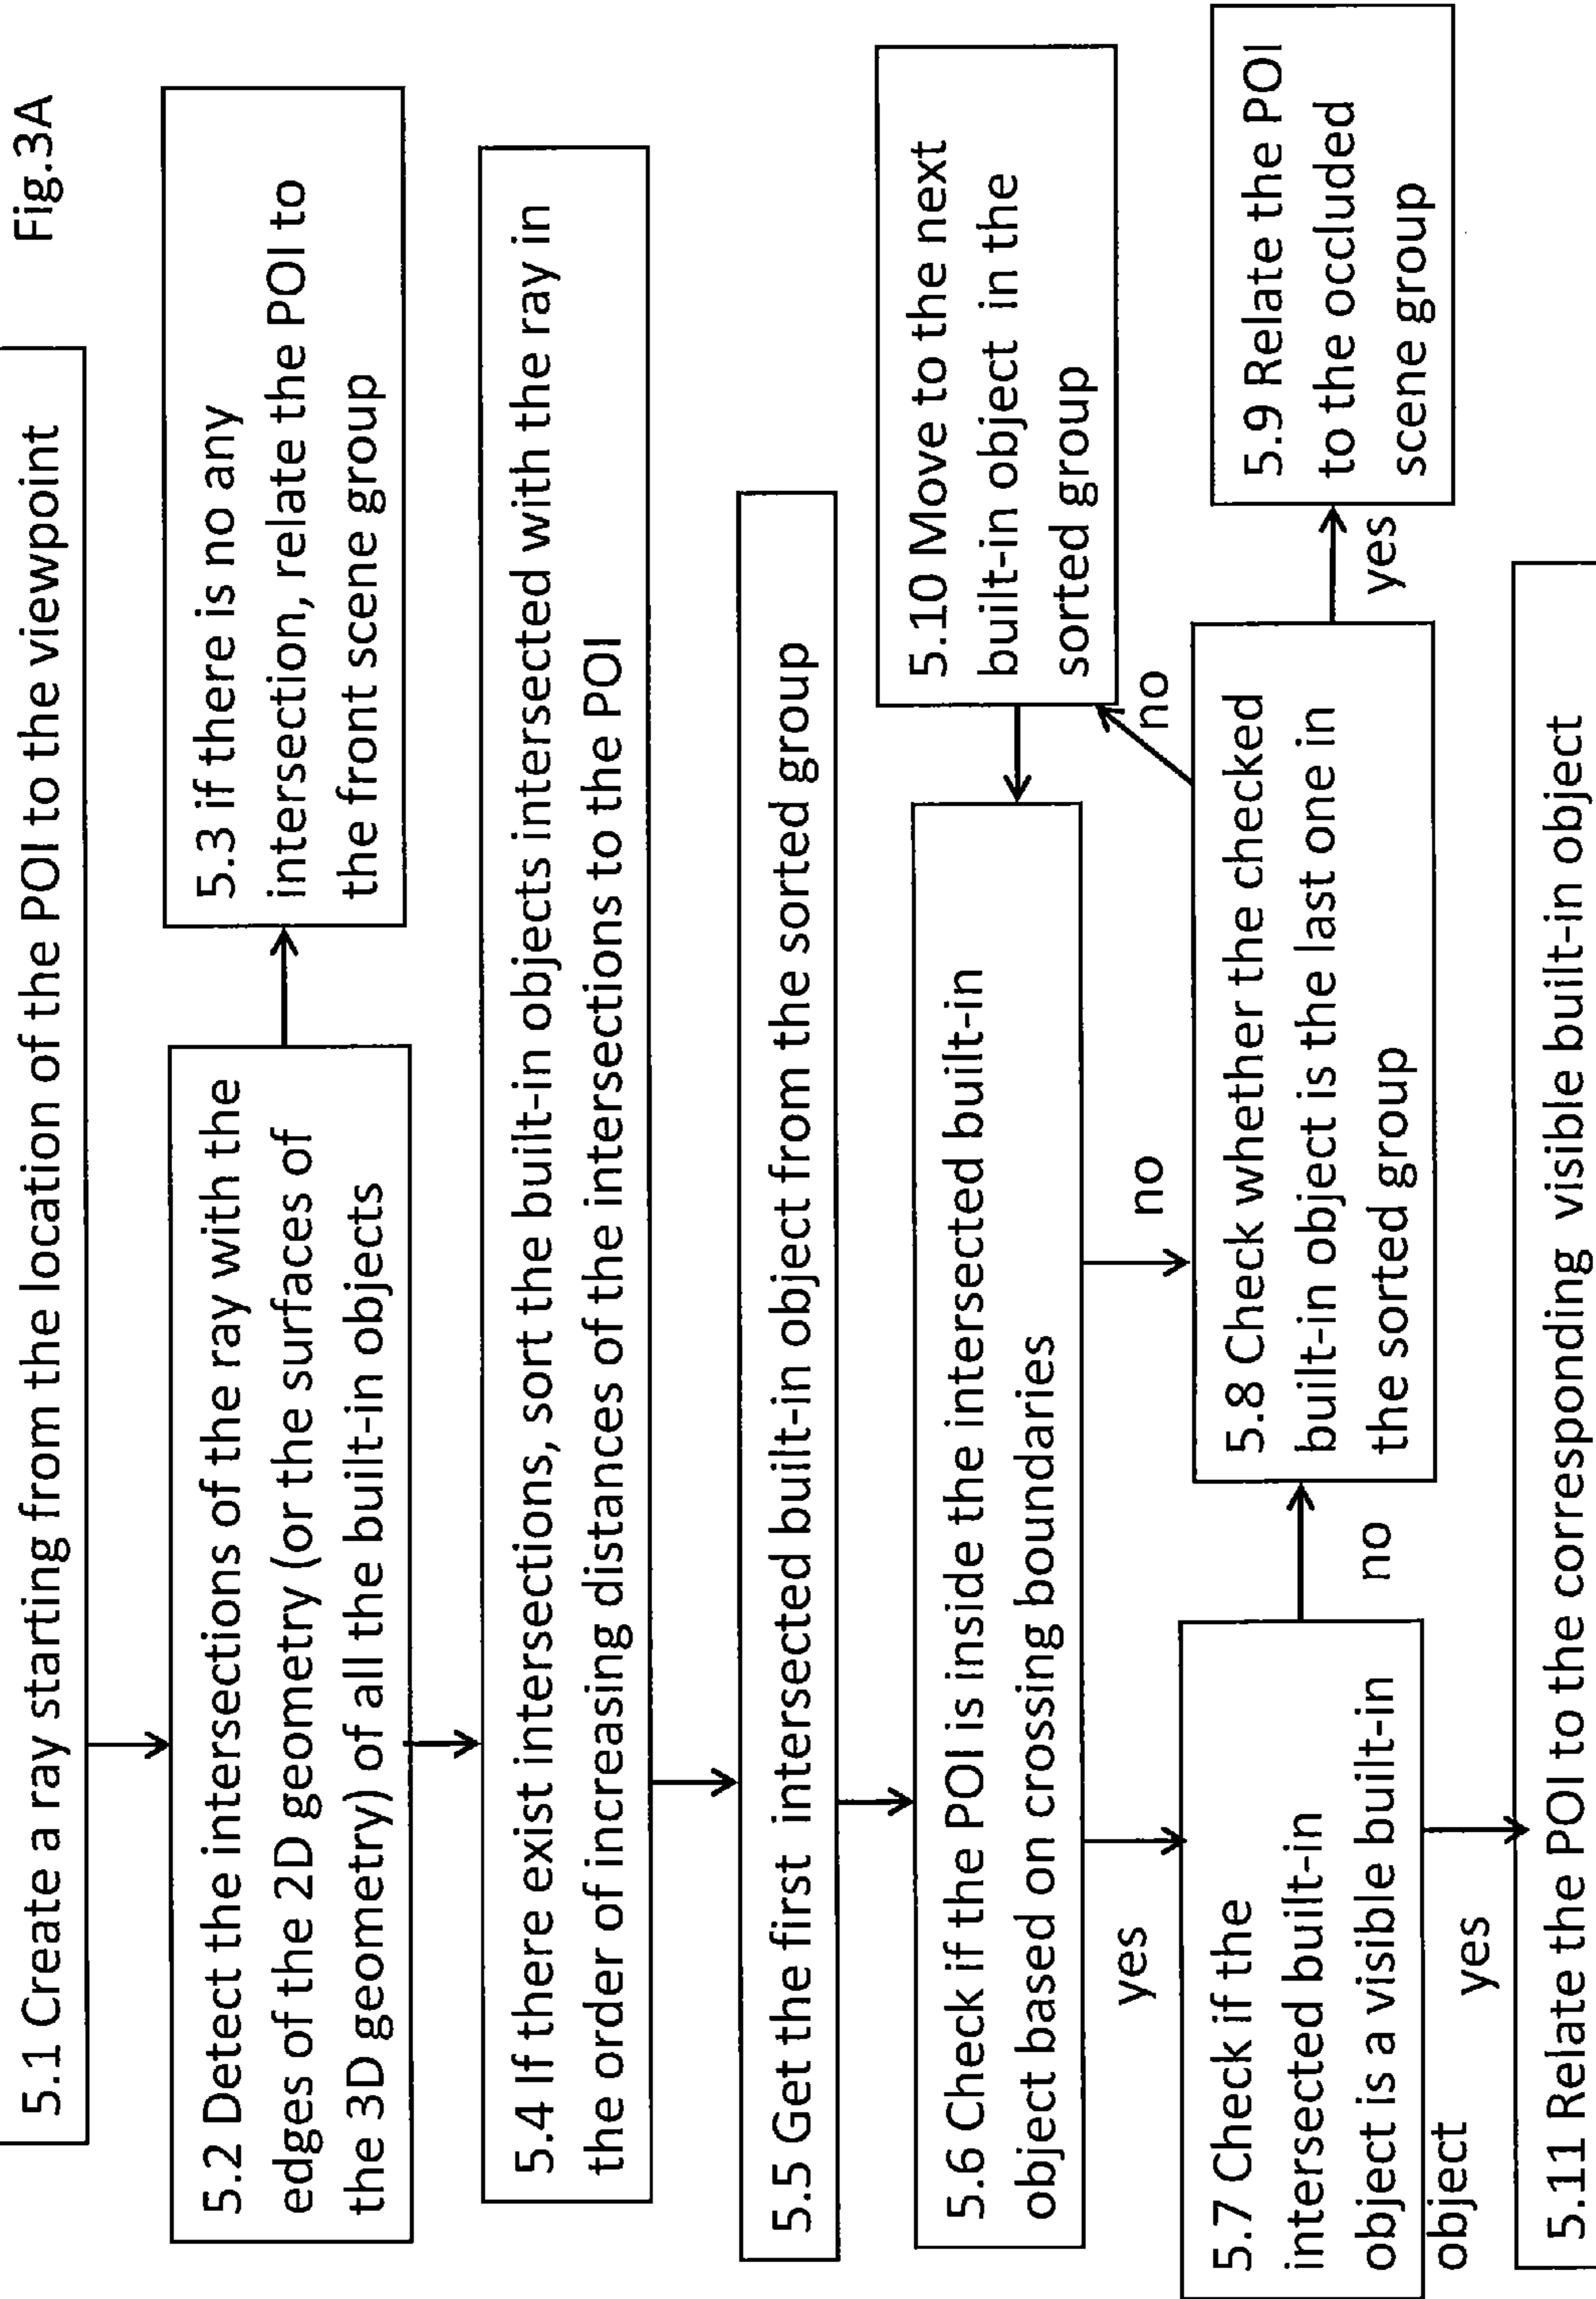 Fig.3A
5.1 Create a ray starting from the location of the POI to the viewpoint
5.2 Detect the intersections of the ray with the
edges of the 2D geometry (or the surfaces of
the 3D geometry) of all the built-in objects
5.3 if there is no any
intersection, relate the POI to
the front scene group
5.4 If there exist intersections, sort the built-in objects intersected with the ray in
the order of increasing distances of the intersections to the POI
5.5 Get the first intersected built-in object from the sorted group
5.6 Check if the POI is inside the intersected built-in
object based on crossing boundaries
5.10 Move to the next
built-in object in the
sorted group
yes
no
no
5.7 Check if the
intersected built-in
object is a visible built-in
object
no
5.8 Check whether the checked
built-in object is the last one in
the sorted group
yes
5.9 Relate the POI
to the occluded
scene group
yes
5.11 Relate the POI to the corresponding visible built-in object